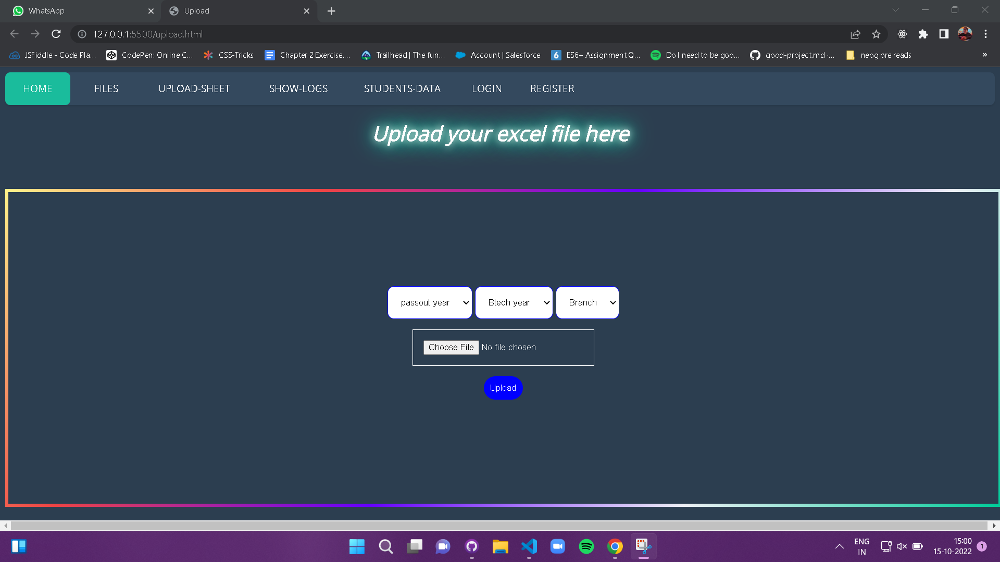 WhatsApp
Upload
127.0.0.1:5500/upload.html
JSFiddle - Code Pla...
CodePen: Online C...
CSS-Tricks
Chapter 2 Exercise....
Trailhead | The fun...
Account | Salesforce
6 ES6+ Assignment Q...
Do I need to be goo...
good-project.md ·...
neog pre reads
»
HOME
FILES
UPLOAD-SHEET
SHOW-LOGS
STUDENTS-DATA
LOGIN
REGISTER
Upload your excel file here
passout year
Btech year
Branch
Choose File No file chosen
Upload
ENG
IN
15:00
15-10-2022
1